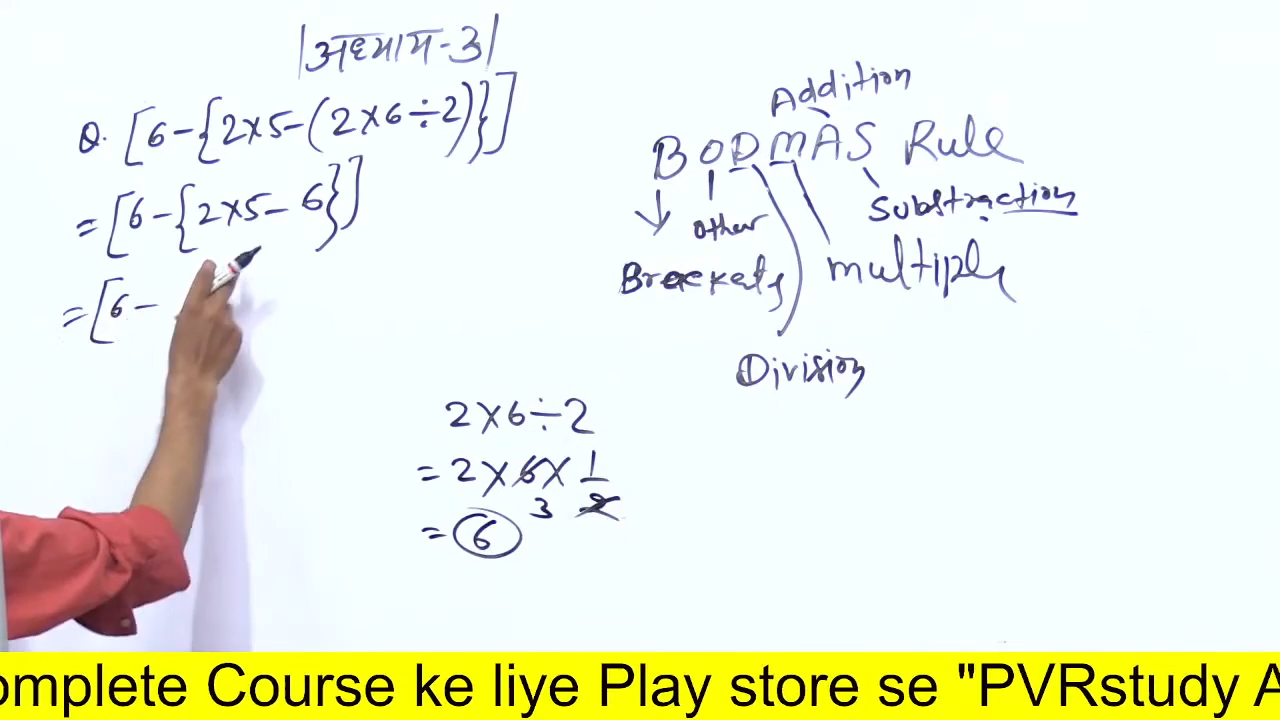 |अध्याय-3|
Q. [6-{2×5-(2×6÷2)}]
= [6-{2×5-6}]
= [6-
Addition
BODMAS Rule
Substraction
other
Brackets
multiply
Division
2×6÷2
= 2×6×1/2
3
= 6
omplete Course ke liye Play store se "PVRstudy A